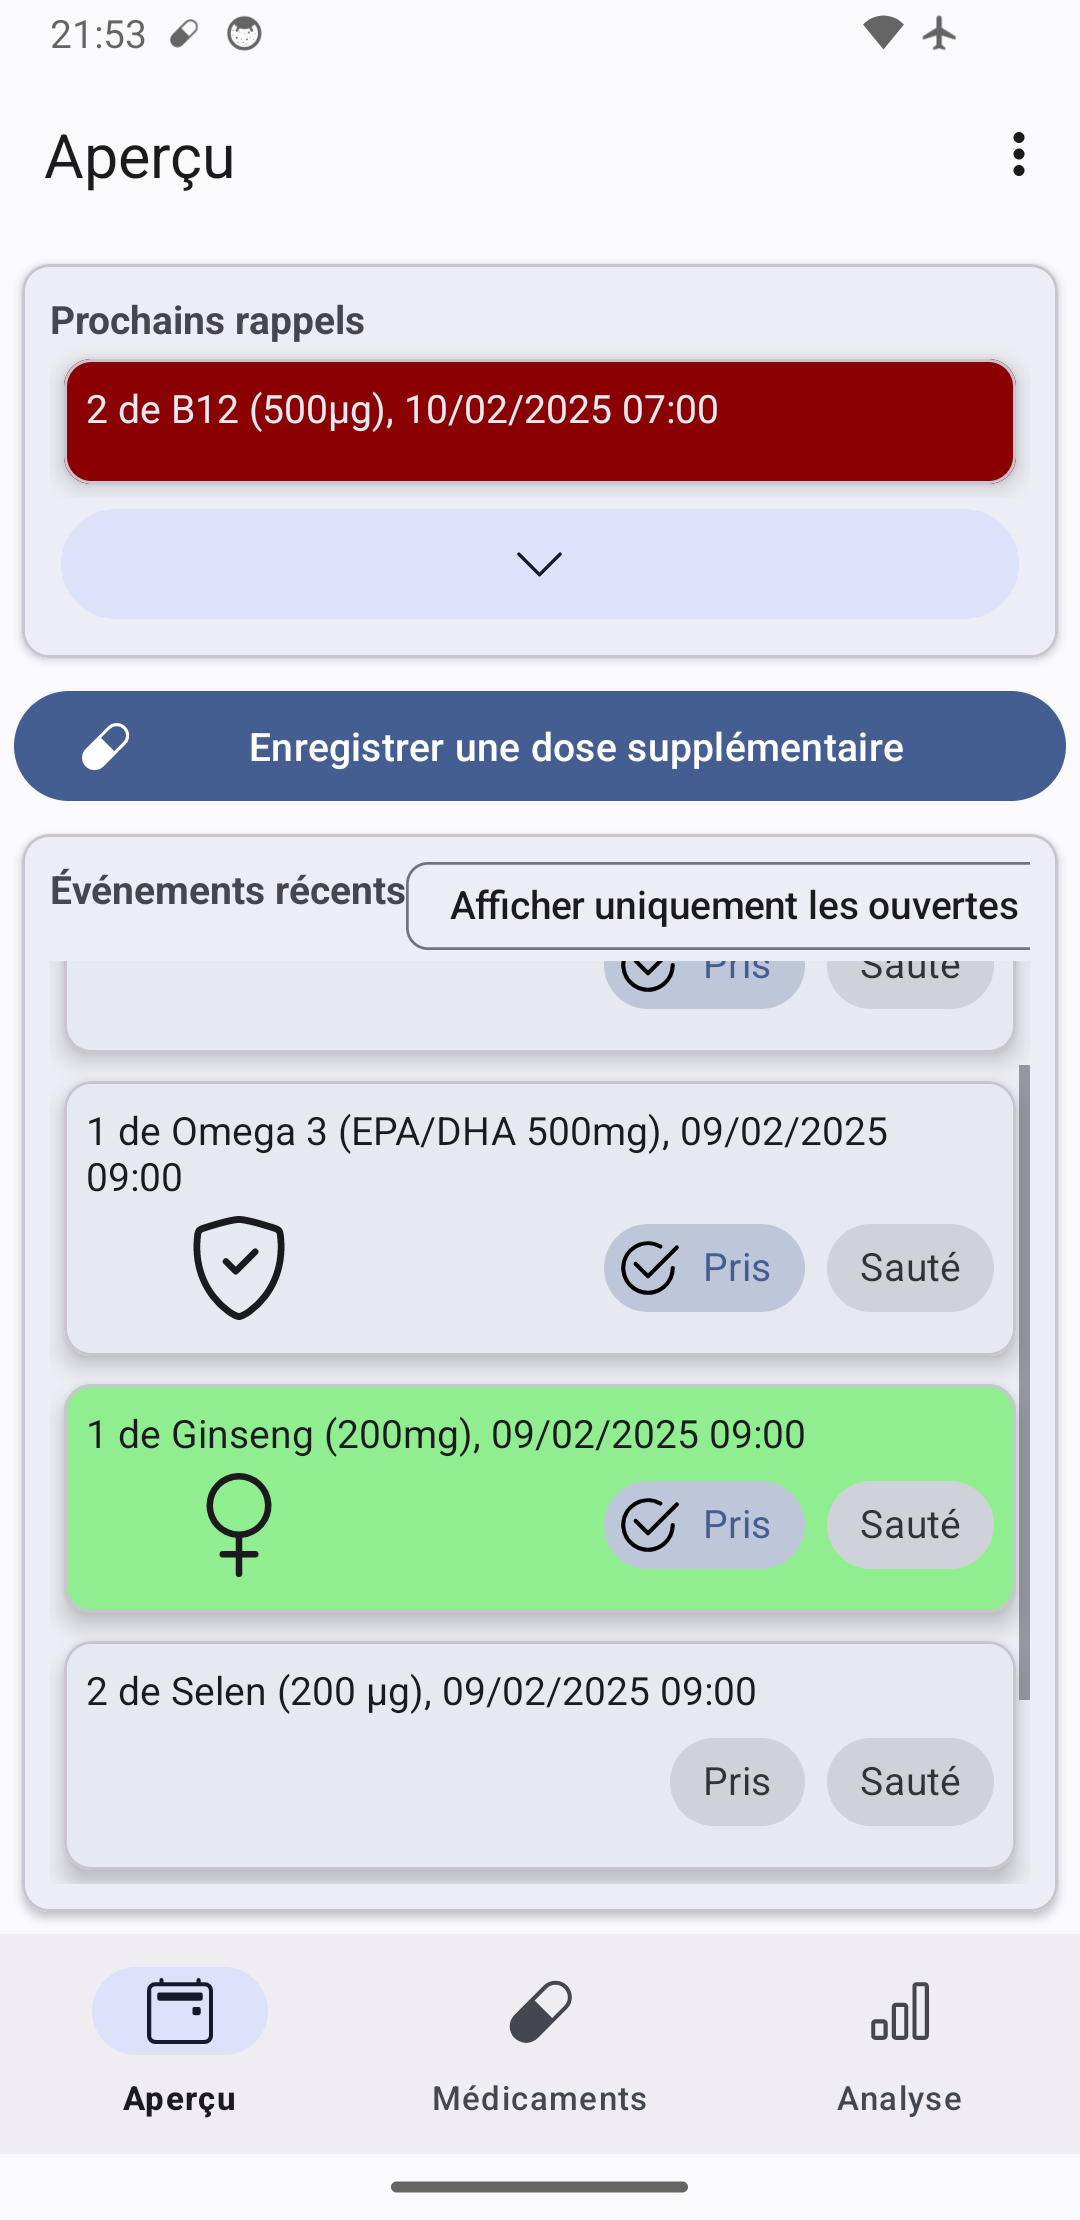 21:53
Aperçu
Prochains rappels
2 de B12 (500µg), 10/02/2025 07:00
Enregistrer une dose supplémentaire
Événements récents
Afficher uniquement les ouvertes
Pris Sauté
1 de Omega 3 (EPA/DHA 500mg), 09/02/2025
09:00
Pris Sauté
1 de Ginseng (200mg), 09/02/2025 09:00
Pris Sauté
2 de Selen (200 µg), 09/02/2025 09:00
Pris Sauté
Aperçu Médicaments Analyse